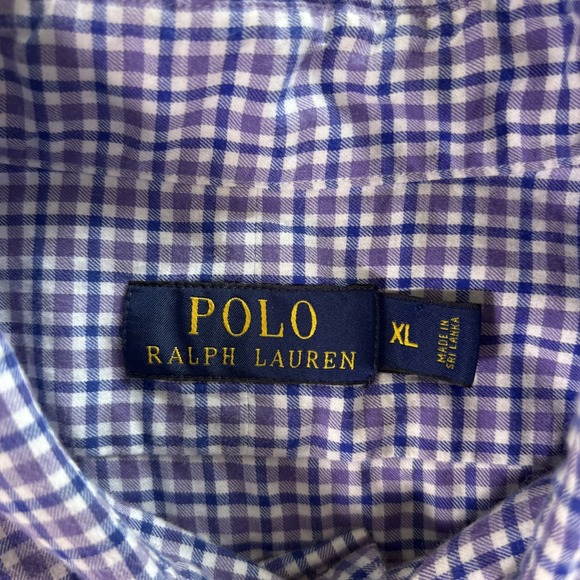 POLO
RALPH LAUREN
XL
MADE IN
SRI LANKA